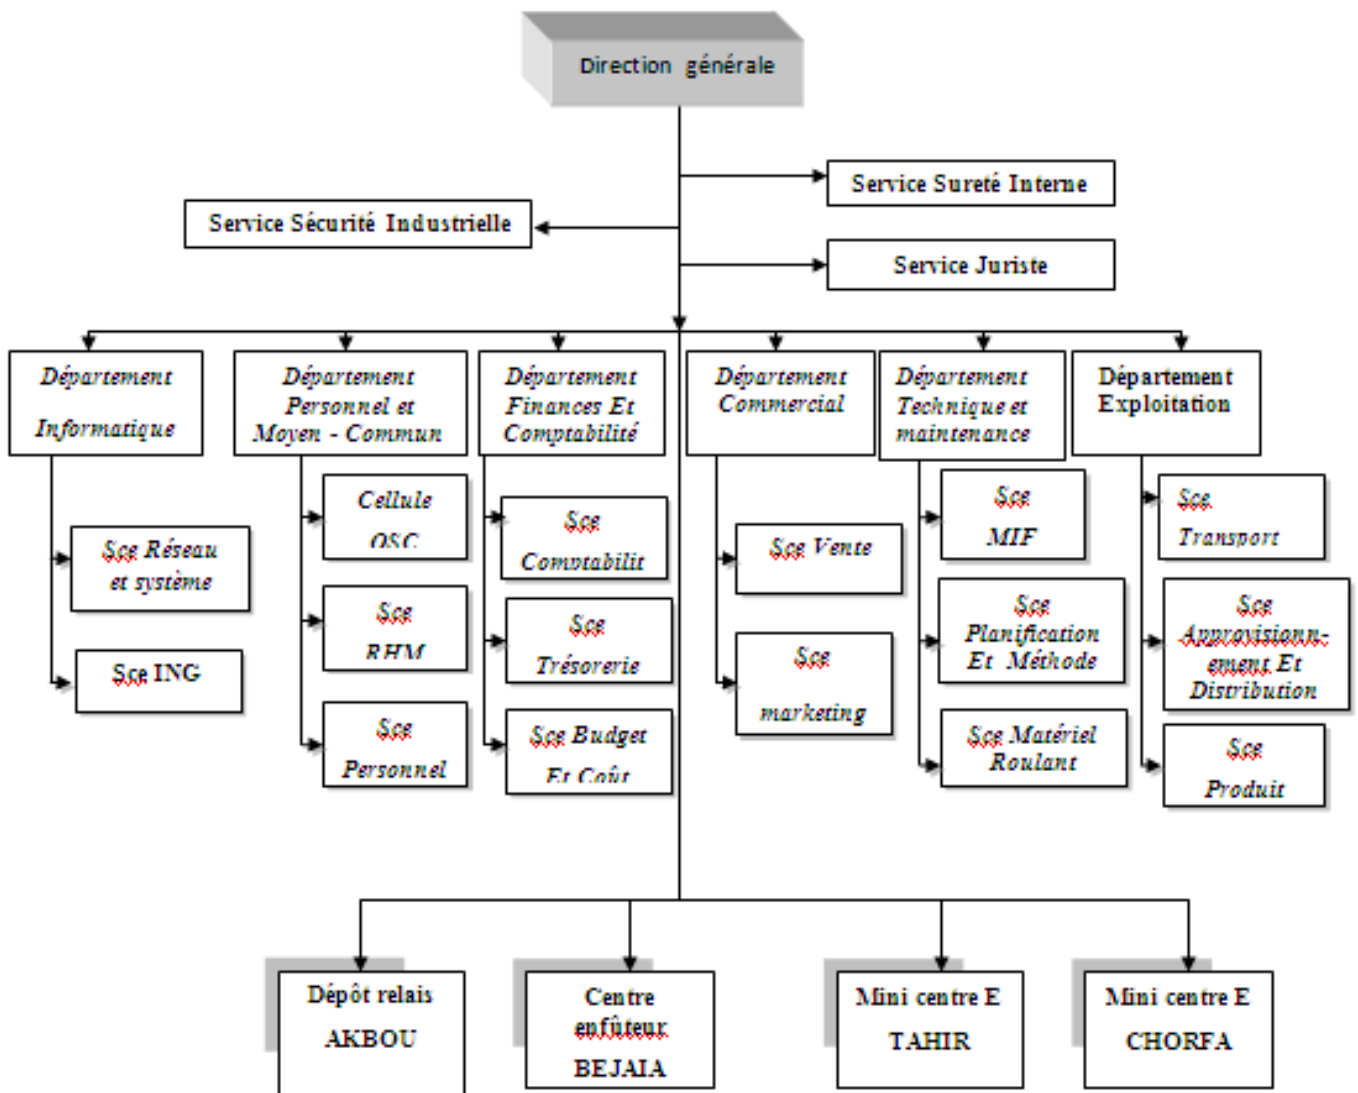 Direction générale
Service Sureté Interne
Service Sécurité Industrielle
Service Juriste
Département
Informatique
Département
Personnel et
Moyen - Commun
Département
Finances Et
Comptabilité
Département
Commercial
Département
Technique et
maintenance
Département
Exploitation
Sce Réseau
et système
Sce ING
Cellule
OSC
Sce
RHM
Sce
Personnel
Sce
Comptabilit
Sce
Trésorerie
Sce Budget
Et Coût
Sce Vente
Sce
marketing
Sce
MIF
Sce
Planification
Et Méthode
Sce Matériel
Roulant
Sce
Transport
Sce
Approvisionn-
ement Et
Distribution
Sce
Produit
Dépôt relais
AKBOU
Centre
enfûteur
BEJAIA
Mini centre E
TAHIR
Mini centre E
CHORFA